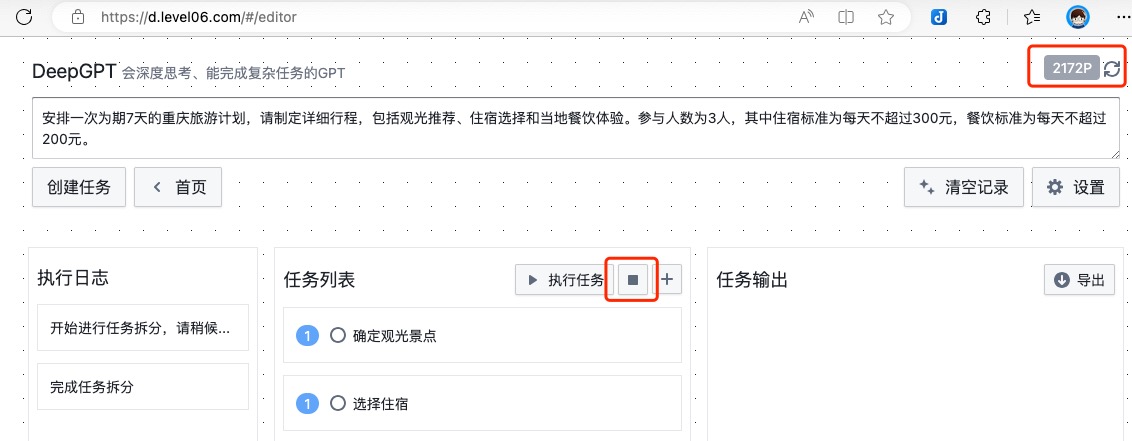 https://d.level06.com/#/editor
DeepGPT 会深度思考、能完成复杂任务的GPT
2172P
安排一次为期7天的重庆旅游计划，请制定详细行程，包括观光推荐、住宿选择和当地餐饮体验。参与人数为3人，其中住宿标准为每天不超过300元，餐饮标准为每天不超过
200元。
创建任务
首页
清空记录
设置
执行日志
开始进行任务拆分，请稍候...
完成任务拆分
任务列表
执行任务
1 确定观光景点
1 选择住宿
任务输出
导出